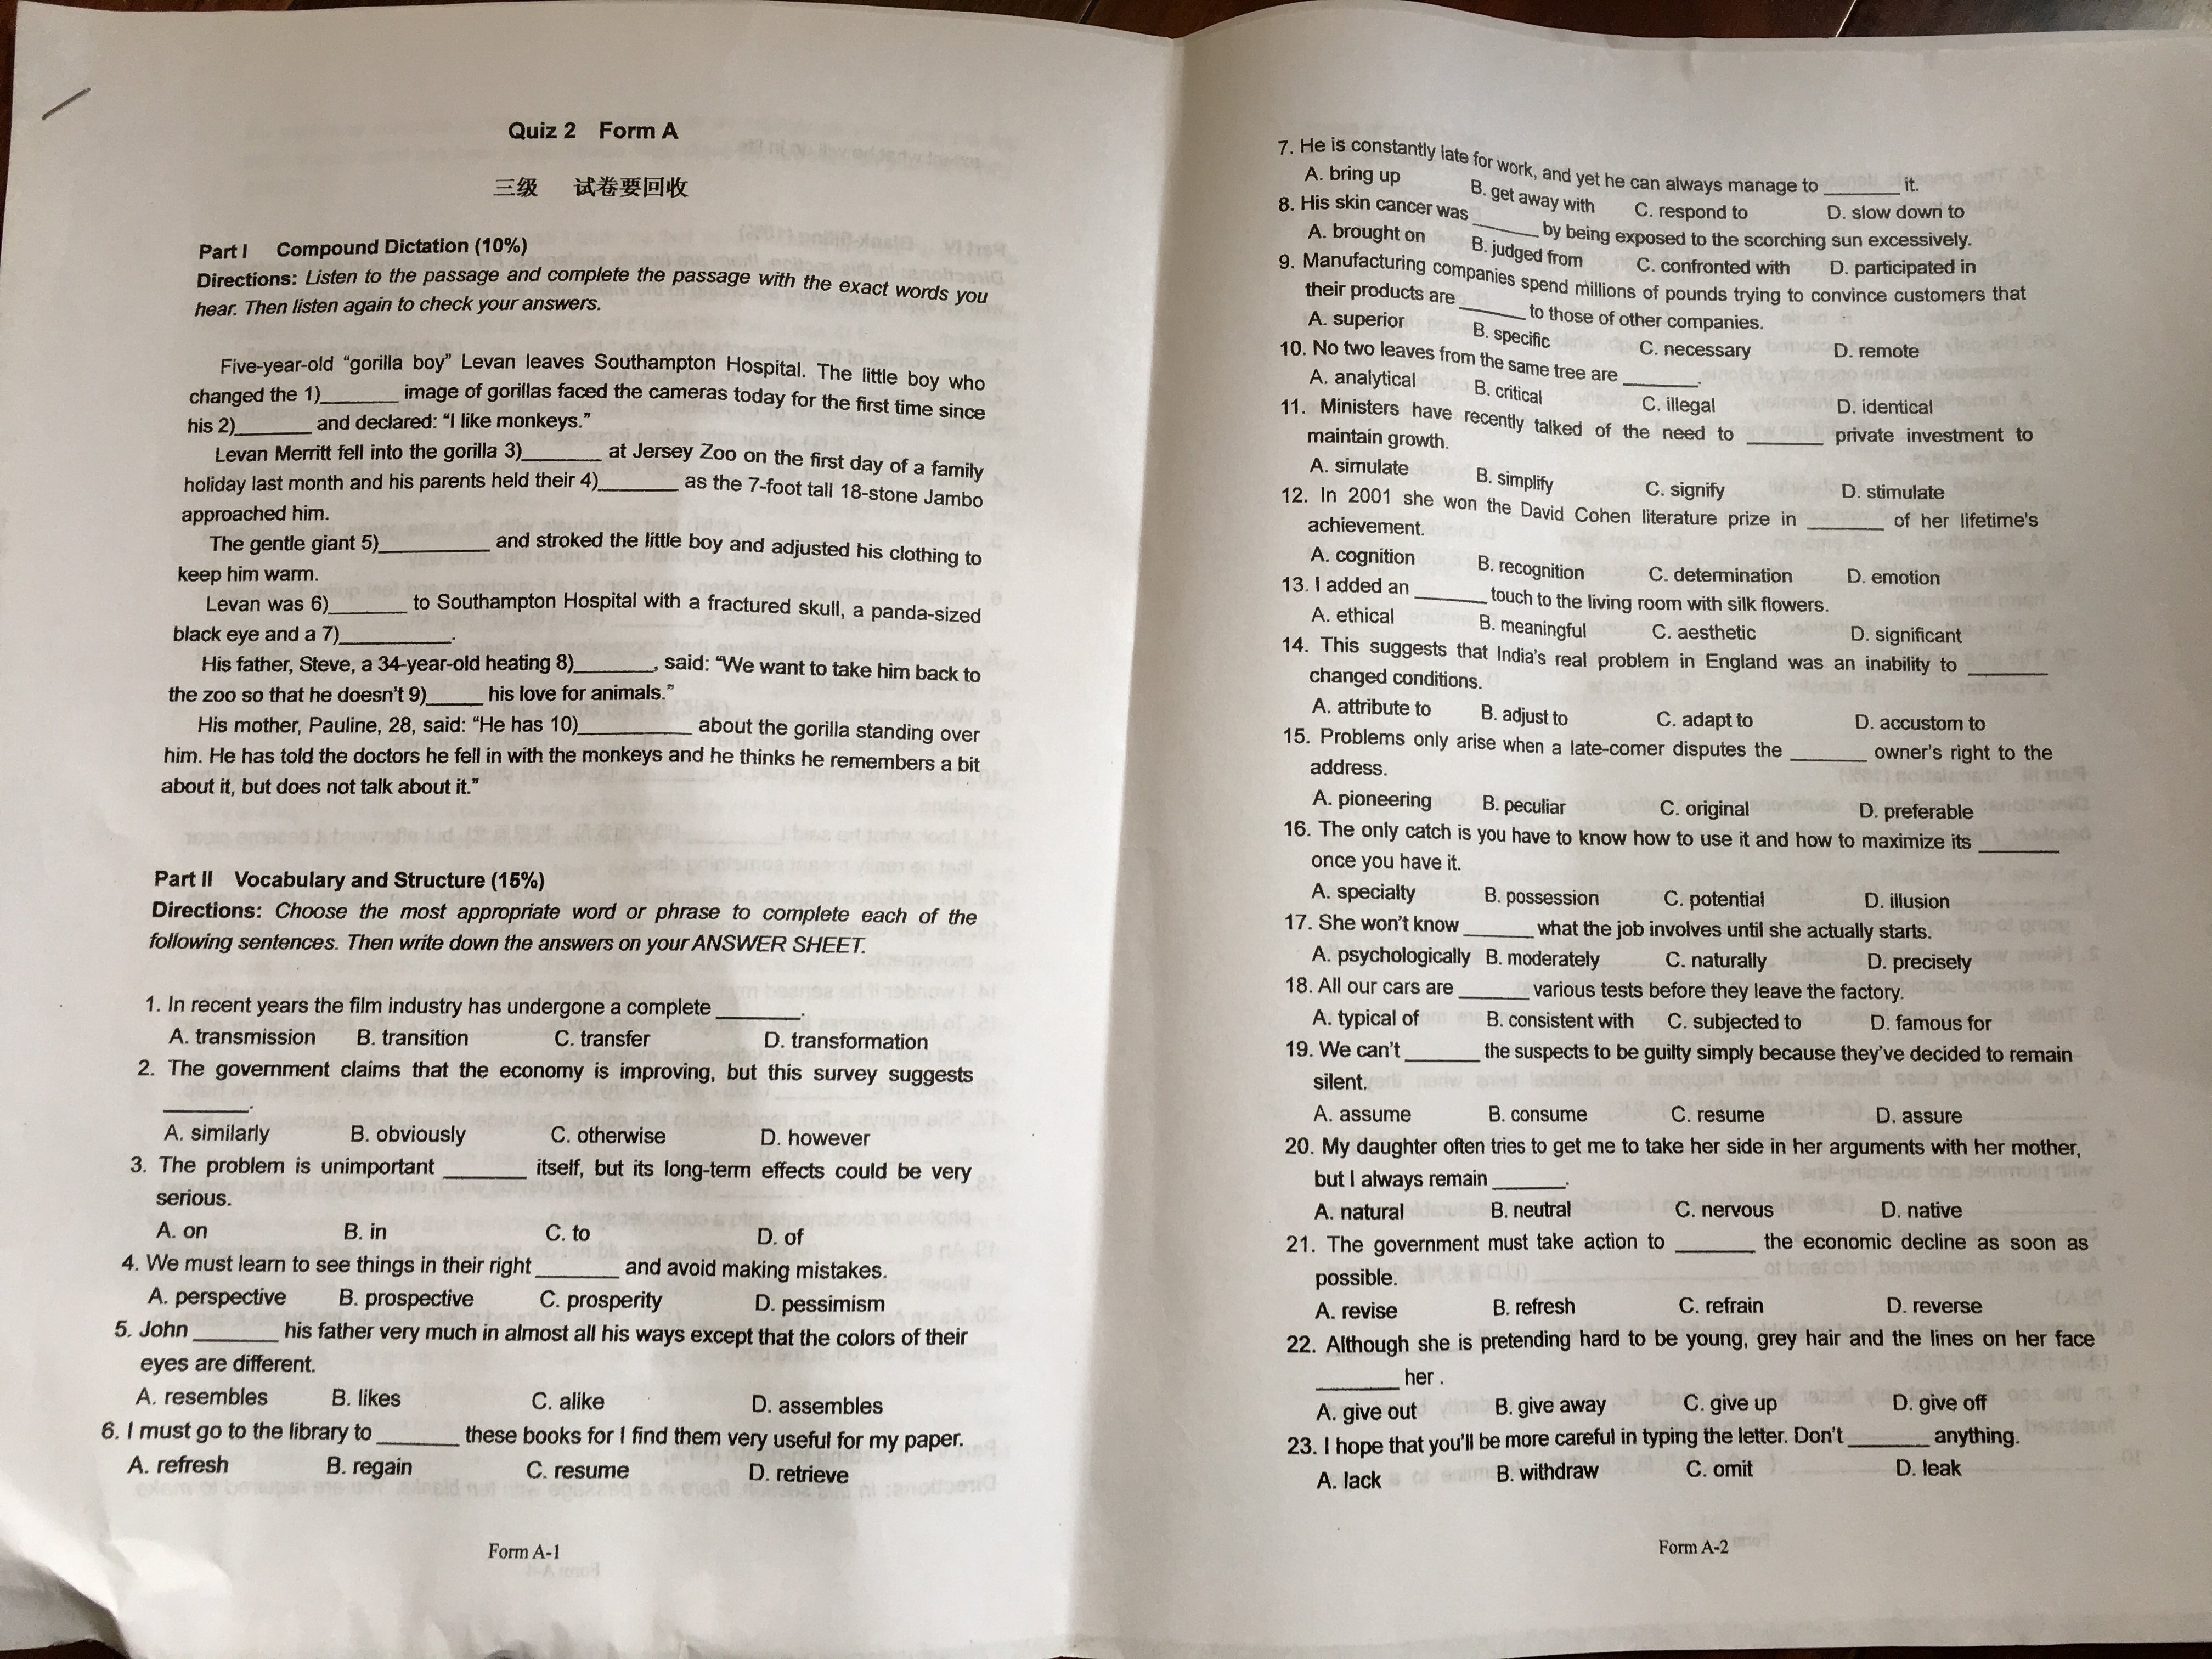 Quiz 2 Form A
三级 试卷要回收
Part I Compound Dictation (10%)
Directions: Listen to the passage and complete the passage with the exact words you
hear. Then listen again to check your answers.
Five-year-old “gorilla boy” Levan leaves Southampton Hospital. The little boy who
changed the 1)_______ image of gorillas faced the cameras today for the first time since
his 2)_______ and declared: “I like monkeys.”
Levan Merritt fell into the gorilla 3)_______ at Jersey Zoo on the first day of a family
holiday last month and his parents held their 4)_______ as the 7-foot tall 18-stone Jambo
approached him.
The gentle giant 5)__________ and stroked the little boy and adjusted his clothing to
keep him warm.
Levan was 6)_______ to Southampton Hospital with a fractured skull, a panda-sized
black eye and a 7)__________.
His father, Steve, a 34-year-old heating 8)_______, said: “We want to take him back to
the zoo so that he doesn't 9)_____ his love for animals.”
His mother, Pauline, 28, said: “He has 10)__________ about the gorilla standing over
him. He has told the doctors he fell in with the monkeys and he thinks he remembers a bit
about it, but does not talk about it.”
Part II Vocabulary and Structure (15%)
Directions: Choose the most appropriate word or phrase to complete each of the
following sentences. Then write down the answers on your ANSWER SHEET.
1. In recent years the film industry has undergone a complete _______.
A. transmission B. transition C. transfer D. transformation
2. The government claims that the economy is improving, but this survey suggests
_______.
A. similarly B. obviously C. otherwise D. however
3. The problem is unimportant _______ itself, but its long-term effects could be very
serious.
A. on B. in C. to D. of
4. We must learn to see things in their right _______ and avoid making mistakes.
A. perspective B. prospective C. prosperity D. pessimism
5. John _______ his father very much in almost all his ways except that the colors of their
eyes are different.
A. resembles B. likes C. alike D. assembles
6. I must go to the library to _______ these books for I find them very useful for my paper.
A. refresh B. regain C. resume D. retrieve
Form A-1
7. He is constantly late for work, and yet he can always manage to _______ it.
A. bring up B. get away with C. respond to D. slow down to
8. His skin cancer was _______ by being exposed to the scorching sun excessively.
A. brought on B. judged from C. confronted with D. participated in
9. Manufacturing companies spend millions of pounds trying to convince customers that
their products are _______ to those of other companies.
A. superior B. specific C. necessary D. remote
10. No two leaves from the same tree are _______.
A. analytical B. critical C. illegal D. identical
11. Ministers have recently talked of the need to _______ private investment to
maintain growth.
A. simulate B. simplify C. signify D. stimulate
12. In 2001 she won the David Cohen literature prize in _______ of her lifetime's
achievement.
A. cognition B. recognition C. determination D. emotion
13. I added an _______ touch to the living room with silk flowers.
A. ethical B. meaningful C. aesthetic D. significant
14. This suggests that India's real problem in England was an inability to _______
changed conditions.
A. attribute to B. adjust to C. adapt to D. accustom to
15. Problems only arise when a late-comer disputes the _______ owner's right to the
address.
A. pioneering B. peculiar C. original D. preferable
16. The only catch is you have to know how to use it and how to maximize its _______
once you have it.
A. specialty B. possession C. potential D. illusion
17. She won't know _______ what the job involves until she actually starts.
A. psychologically B. moderately C. naturally D. precisely
18. All our cars are _______ various tests before they leave the factory.
A. typical of B. consistent with C. subjected to D. famous for
19. We can't _______ the suspects to be guilty simply because they've decided to remain
silent.
A. assume B. consume C. resume D. assure
20. My daughter often tries to get me to take her side in her arguments with her mother,
but I always remain _______.
A. natural B. neutral C. nervous D. native
21. The government must take action to _______ the economic decline as soon as
possible.
A. revise B. refresh C. refrain D. reverse
22. Although she is pretending hard to be young, grey hair and the lines on her face
_______ her .
A. give out B. give away C. give up D. give off
23. I hope that you'll be more careful in typing the letter. Don't _______ anything.
A. lack B. withdraw C. omit D. leak
Form A-2